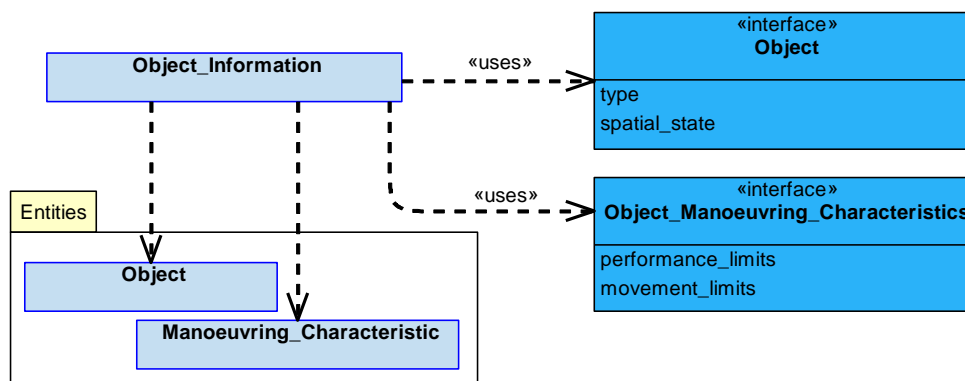 Object_Information
«uses»
«interface»
Object
type
spatial_state
«uses»
«interface»
Object_Manoeuvring_Characteristics
performance_limits
movement_limits
Entities
Object
Manoeuvring_Characteristic